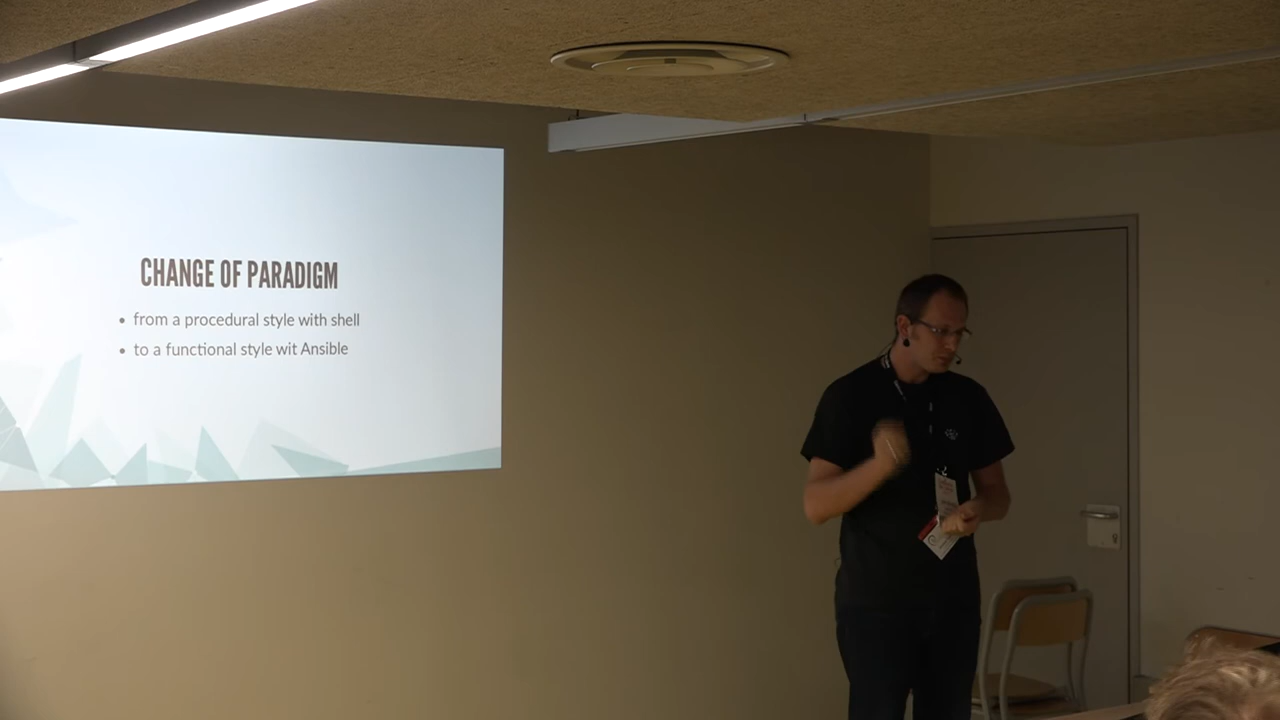 CHANGE OF PARADIGM
• from a procedural style with shell
• to a functional style wit Ansible